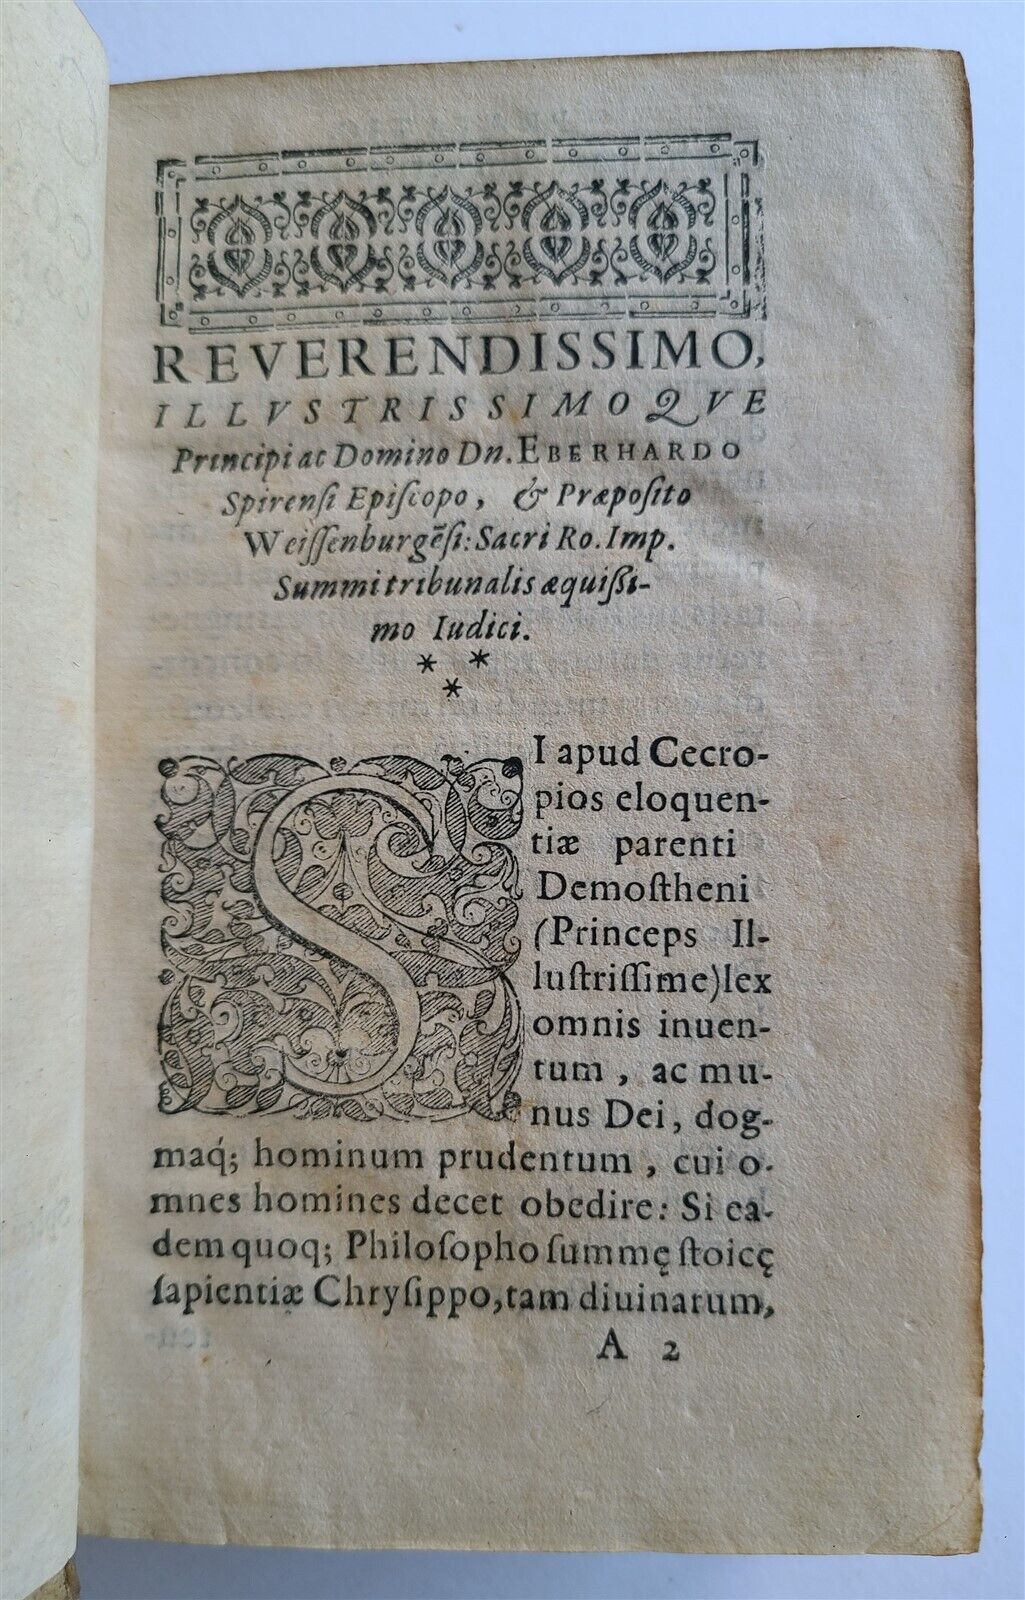 REVERENDISSIMO,
ILLVSTRISSIMOQVE
Principi ac Domino Dn. EBERHARDO
Spirenſi Epiſcopo, & Præpoſito
Weiſſenburgẽſi: Sacri Ro. Imp.
Summi tribunalis æquiſsi-
mo Iudici.
* *
*
SI apud Cecro-
pios eloquen-
tiæ parenti
Demoſtheni
(Princeps Il-
luſtriſſime) lex
omnis inuen-
tum, ac mu-
nus Dei, dog-
maq́; hominum prudentum, cui o-
mnes homines decet obedire: Si ea-
dem quoq; Philoſopho ſummę ſtoicę
ſapientiæ Chryſippo, tam diuinarum,
A 2